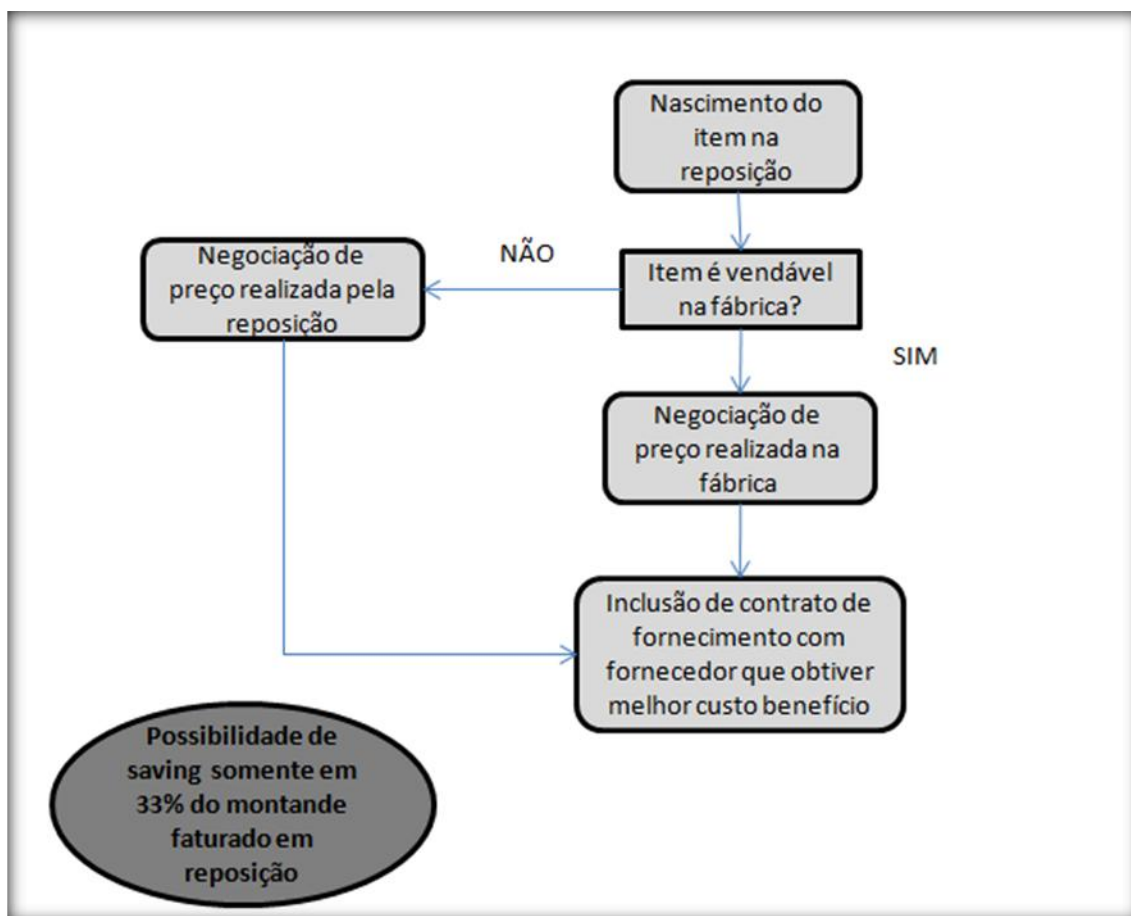 Nascimento do
item na
reposição
Negociação de
preço realizada pela
reposição
NÃO
Item é vendável
na fábrica?
SIM
Negociação de
preço realizada na
fábrica
Inclusão de contrato de
fornecimento com
fornecedor que obtiver
melhor custo benefício
Possibilidade de
saving somente em
33% do montande
faturado em
reposição